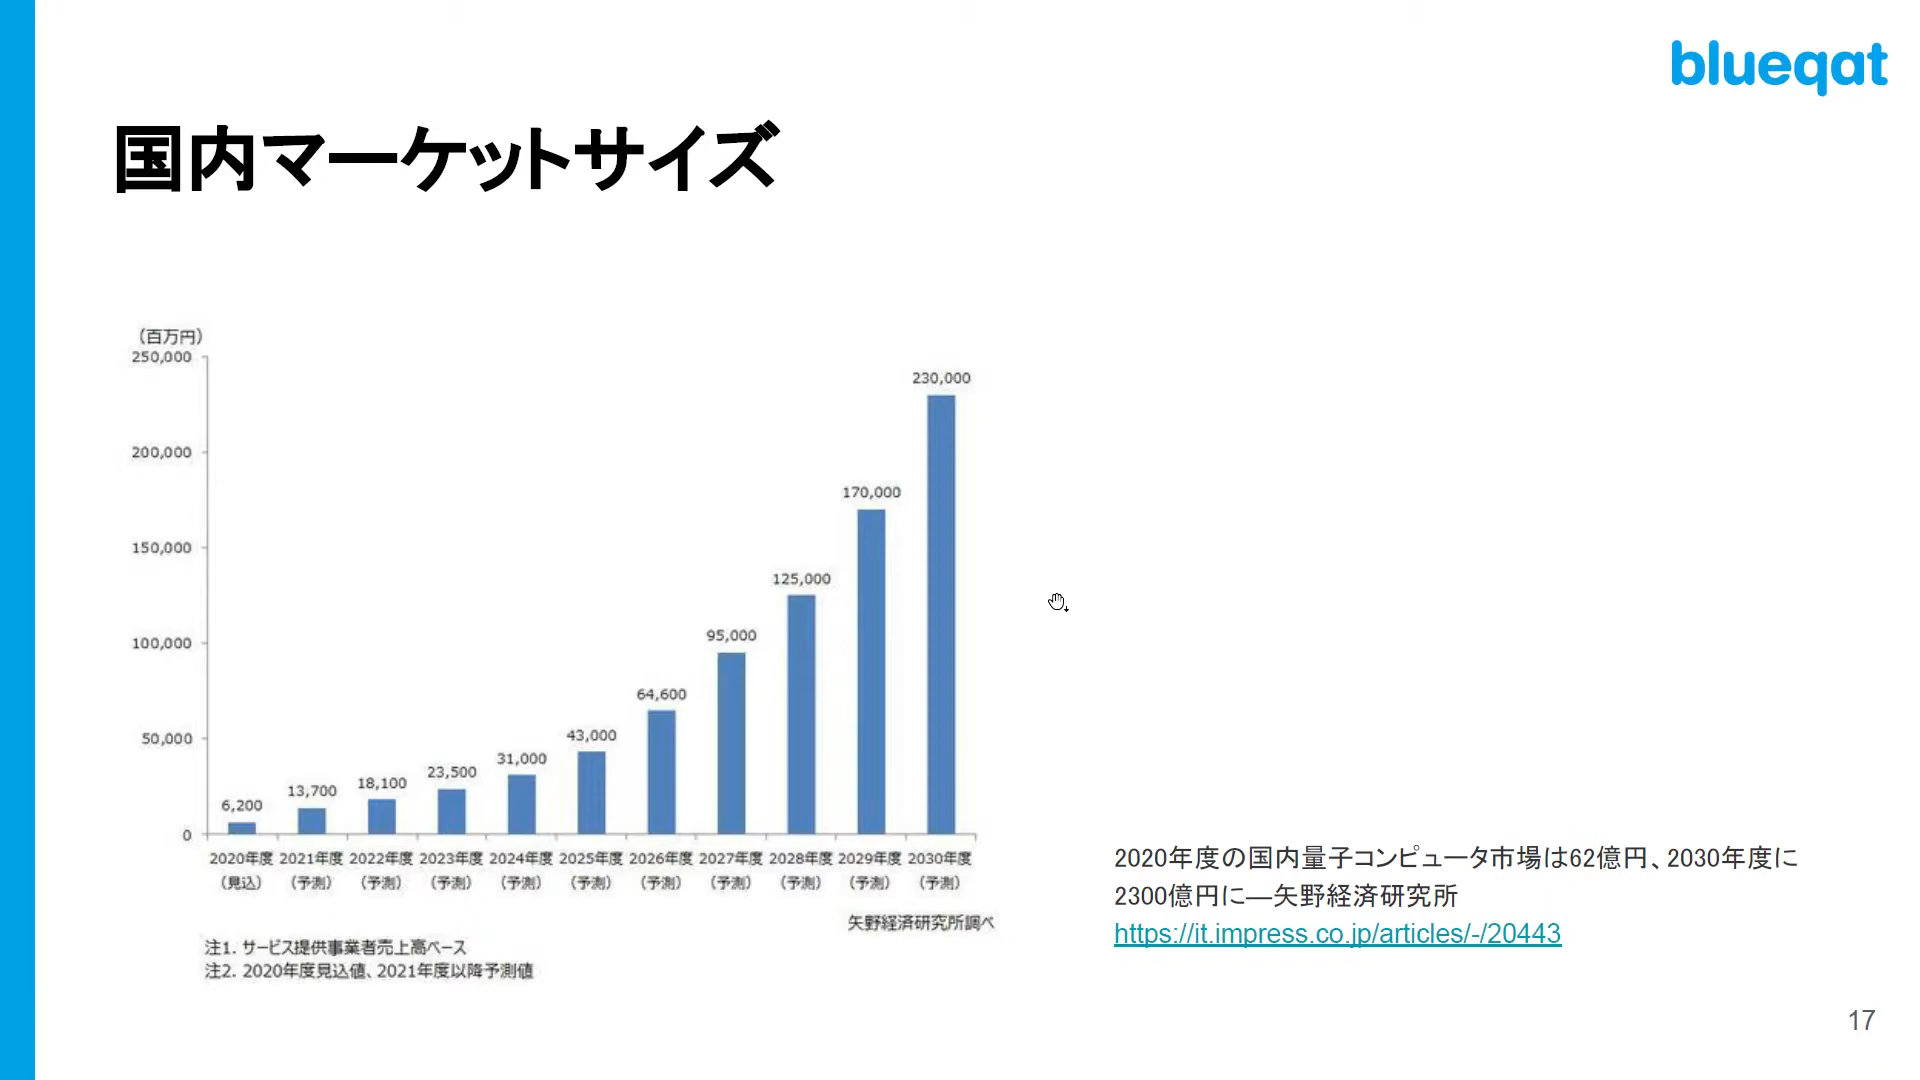 blueqat
国内マーケットサイズ
（百万円）
250,000
200,000
150,000
100,000
50,000
0
6,200
13,700
18,100
23,500
31,000
43,000
64,600
95,000
125,000
170,000
230,000
2020年度 2021年度 2022年度 2023年度 2024年度 2025年度 2026年度 2027年度 2028年度 2029年度 2030年度
（見込） （予測） （予測） （予測） （予測） （予測） （予測） （予測） （予測） （予測） （予測）
矢野経済研究所調べ
注1. サービス提供事業者売上高ベース
注2. 2020年度見込値、2021年度以降予測値
2020年度の国内量子コンピュータ市場は62億円、2030年度に
2300億円に―矢野経済研究所
https://it.impress.co.jp/articles/-/20443
17